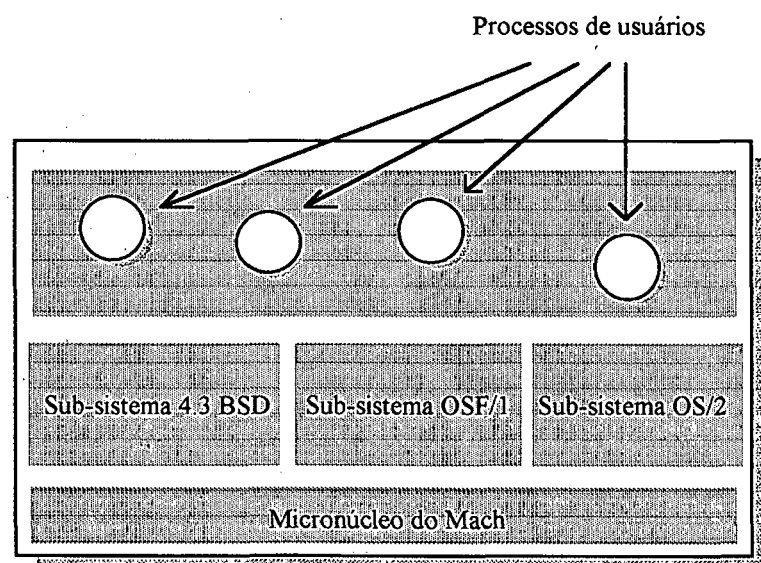 Processos de usuários
Sub-sistema 4.3 BSD
Sub-sistema OSF/1
Sub-sistema OS/2
Micronúcleo do Mach